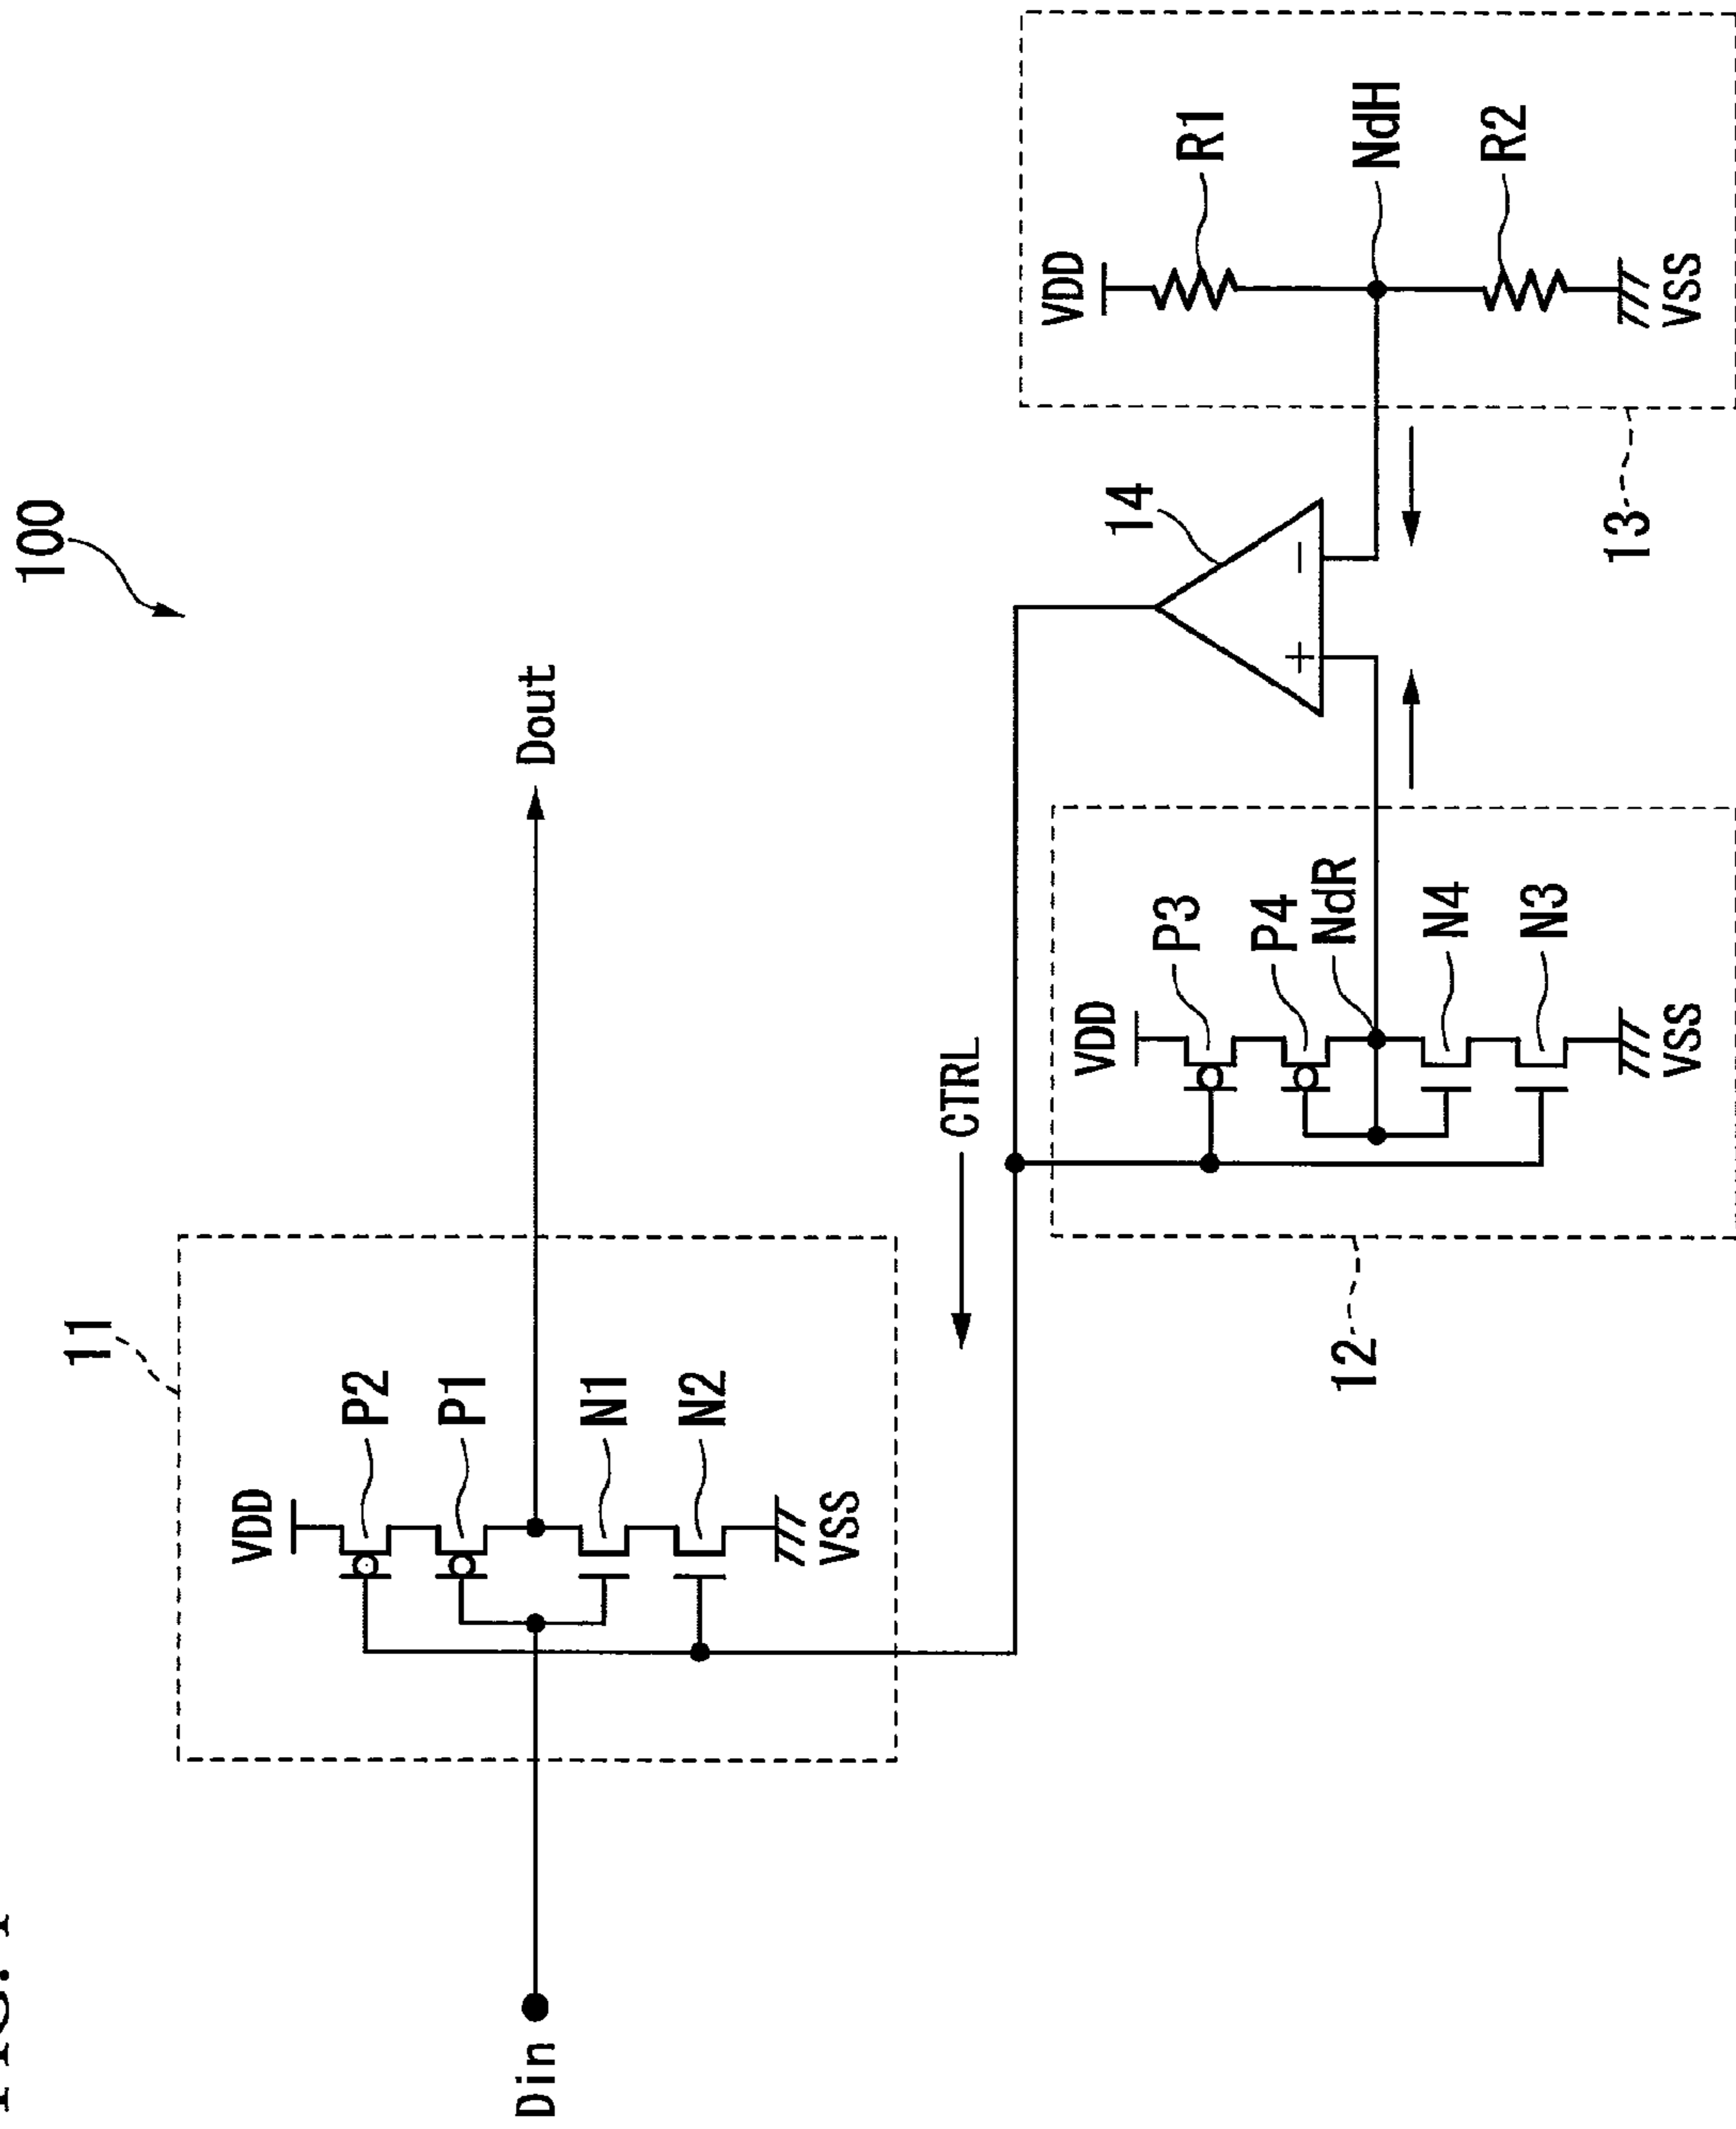 100
11
VDD
P2
P1
N1
N2
VSS
Din
Dout
CTRL
12
VDD
P3
P4
NdR
N4
N3
VSS
14
+
−
13
VDD
R1
NdH
R2
VSS